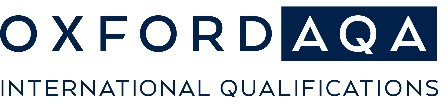 OXFORD AQA
INTERNATIONAL QUALIFICATIONS